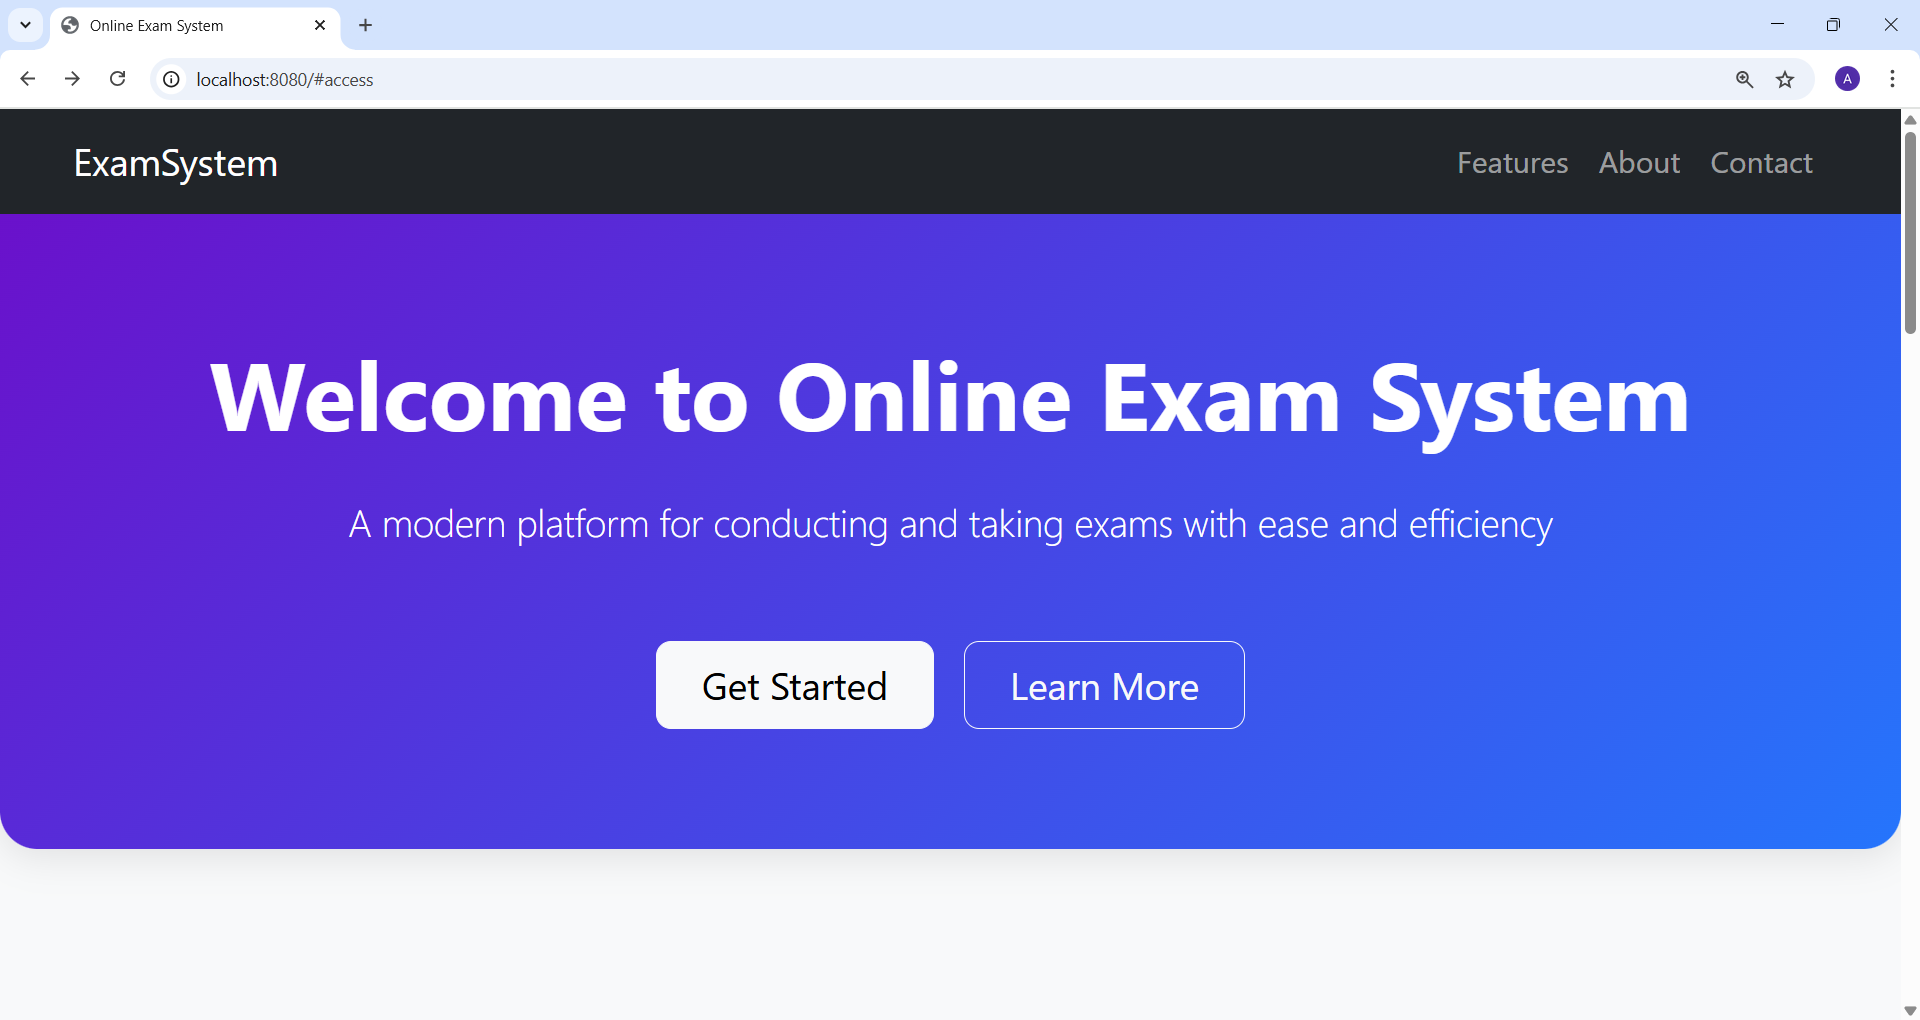 Online Exam System
localhost:8080/#access
A
ExamSystem
Features About Contact
Welcome to Online Exam System
A modern platform for conducting and taking exams with ease and efficiency
Get Started Learn More